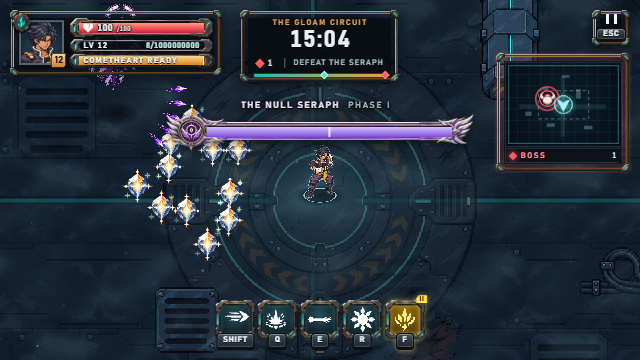 100 /100
LV 12
8/1000000000
12
COMETHEART READY
THE GLOAM CIRCUIT
15:04
1 | DEFEAT THE SERAPH
ESC
THE NULL SERAPH PHASE I
BOSS 1
SHIFT
Q
E
R
F